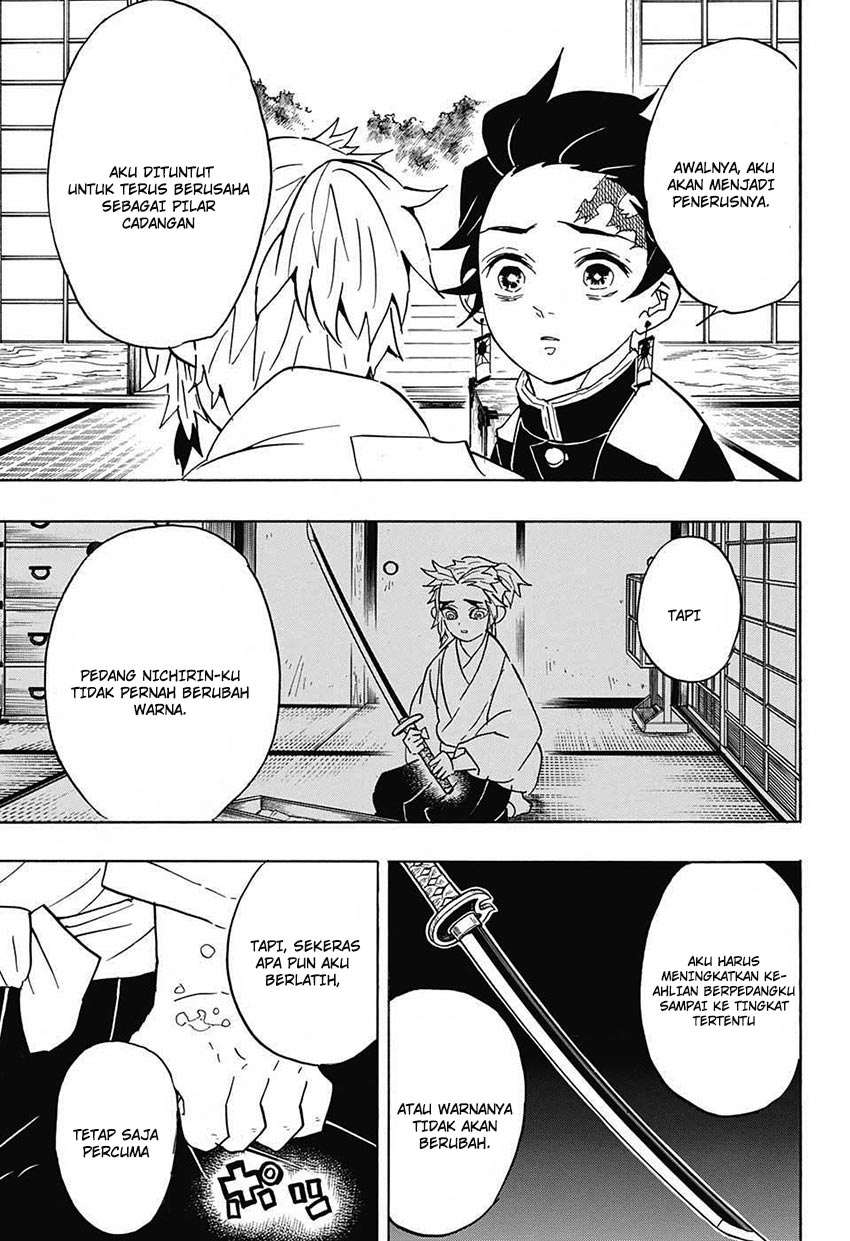 AWALNYA, AKU
AKAN MENJADI
PENERUSNYA.
AKU DITUNTUT
UNTUK TERUS BERUSAHA
SEBAGAI PILAR
CADANGAN
TAPI
PEDANG NICHIRIN-KU
TIDAK PERNAH BERUBAH
WARNA.
AKU HARUS
MENINGKATKAN KE-
AHLIAN BERPEDANGKU
SAMPAI KE TINGKAT
TERTENTU
ATAU WARNANYA
TIDAK AKAN
BERUBAH.
TAPI, SEKERAS
APA PUN AKU
BERLATIH,
TETAP SAJA
PERCUMA